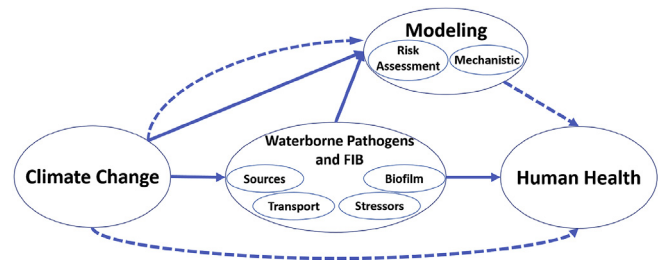 Modeling
Risk
Assessment
Mechanistic
Waterborne Pathogens
and FIB
Climate Change
Sources
Biofilm
Transport
Stressors
Human Health